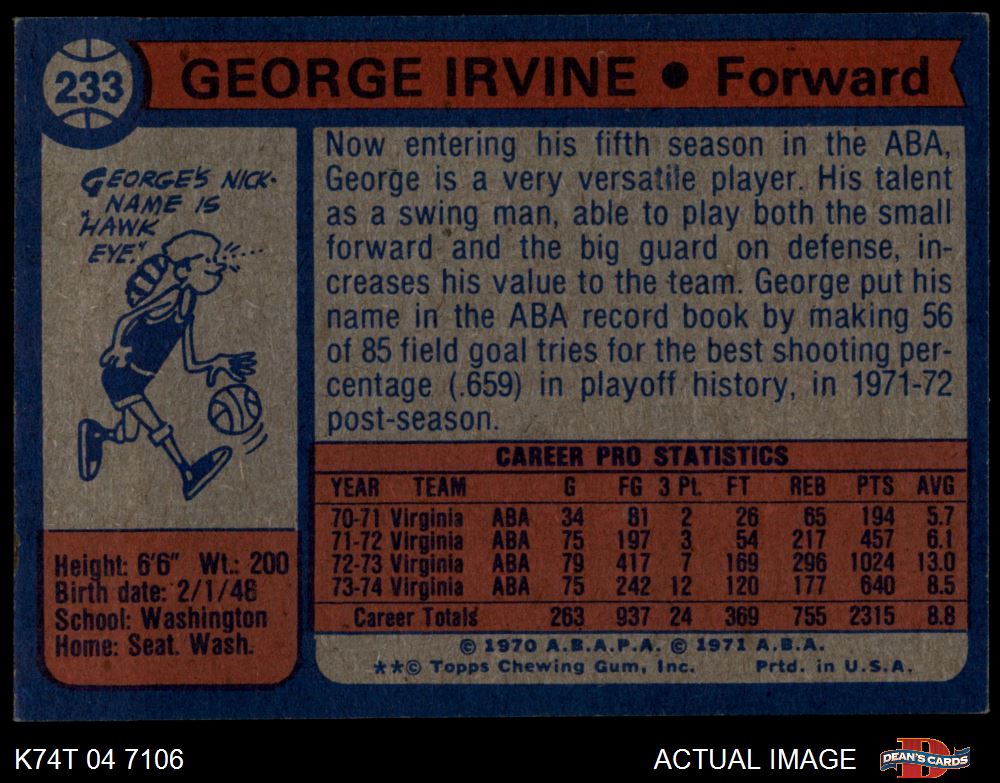 233
GEORGE IRVINE • Forward
GEORGE'S NICK-
NAME IS
"HAWK
EYE."
Now entering his fifth season in the ABA,
George is a very versatile player. His talent
as a swing man, able to play both the small
forward and the big guard on defense, in-
creases his value to the team. George put his
name in the ABA record book by making 56
of 85 field goal tries for the best shooting per-
centage (.659) in playoff history, in 1971-72
post-season.
Height: 6'6" Wt.: 200
Birth date: 2/1/48
School: Washington
Home: Seat. Wash.
CAREER PRO STATISTICS
YEAR TEAM G FG 3 Pt. FT REB PTS AVG
70-71 Virginia ABA 34 81 2 26 65 194 5.7
71-72 Virginia ABA 75 197 3 54 217 457 6.1
72-73 Virginia ABA 79 417 7 169 296 1024 13.0
73-74 Virginia ABA 75 242 12 120 177 640 8.5
Career Totals 263 937 24 369 755 2315 8.8
© 1970 A.B.A.P.A. © 1971 A.B.A.
**© Topps Chewing Gum, Inc. Prtd. in U.S.A.
K74T 04 7106
ACTUAL IMAGE
D
DEAN'S CARDS